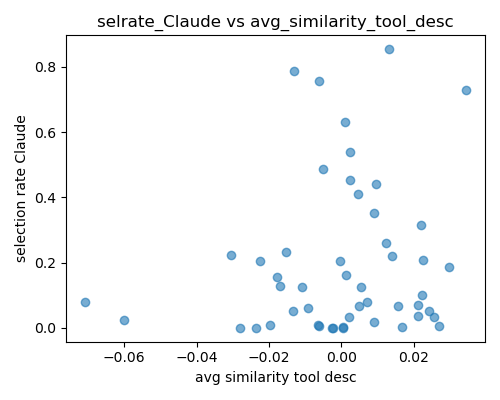 selrate_Claude vs avg_similarity_tool_desc
selection rate Claude
0.8
0.6
0.4
0.2
0.0
−0.06 −0.04 −0.02 0.00 0.02
avg similarity tool desc